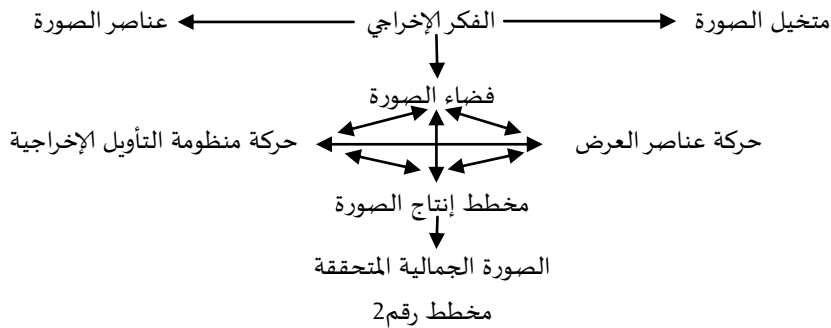 متخيل الصورة الفكر الإخراجي عناصر الصورة
فضاء الصورة
حركة عناصر العرض حركة منظومة التأويل الإخراجية
مخطط إنتاج الصورة
الصورة الجمالية المتحققة
مخطط رقم2